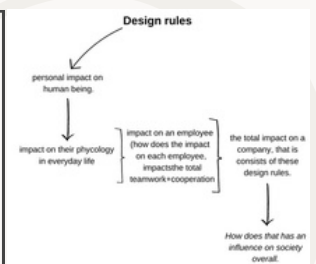 Design rules
personal impact on
human being.
impact on their phycology
in everyday life
impact on an employee
(how does the impact
on each employee,
impactsthe total
teamwork+cooperation
the total impact on a
company, that is
consists of these
design rules.
How does that has an
influence on society
overall.